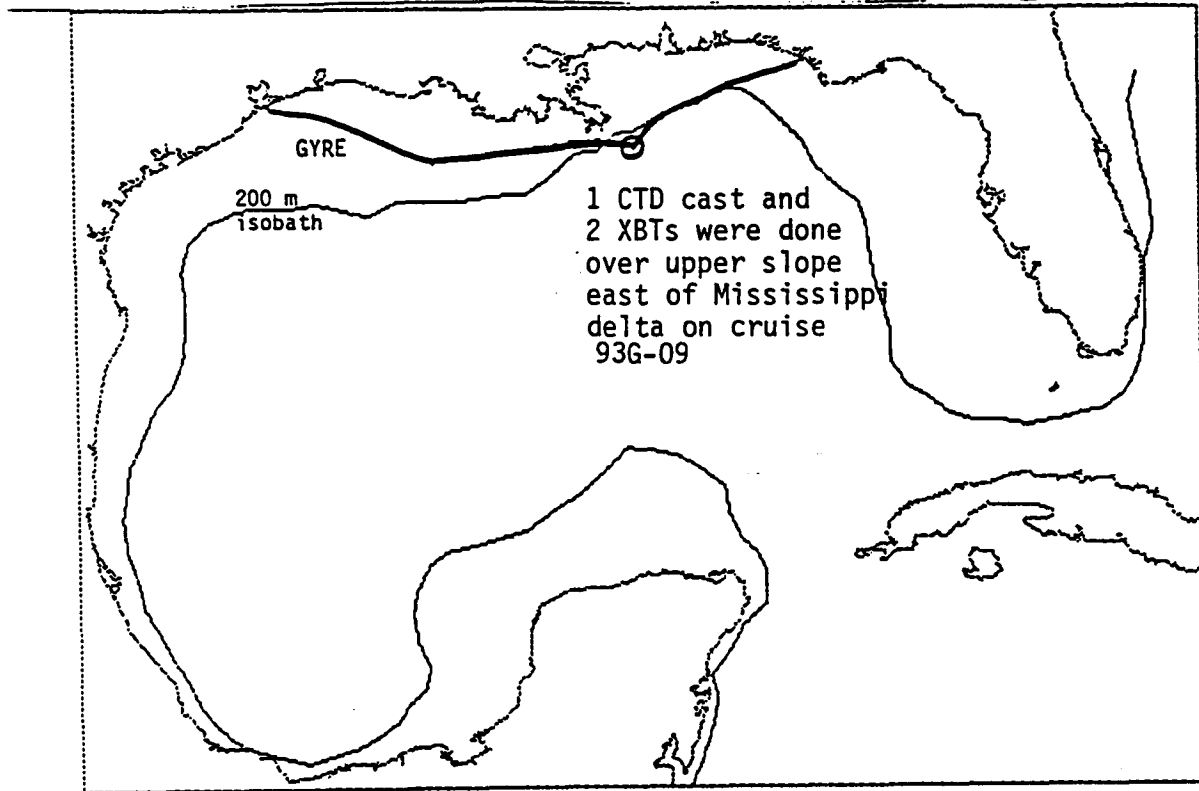 GYRE
200 m
isobath
1 CTD cast and
2 XBTs were done
over upper slope
east of Mississippi
delta on cruise
93G-09